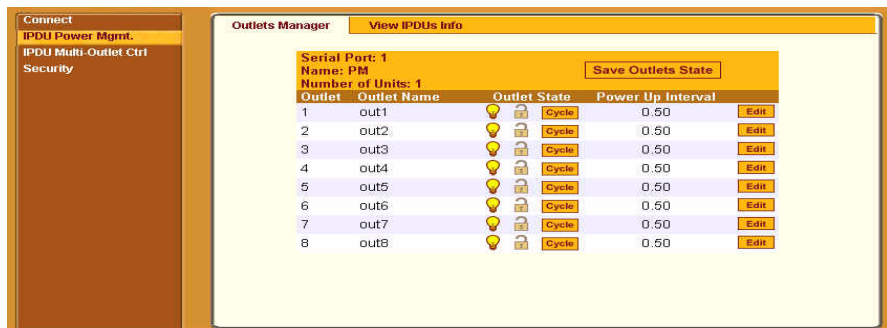 Connect
IPDU Power Mgmt.
IPDU Multi-Outlet Ctrl
Security
Outlets Manager View IPDUs Info
Serial Port: 1
Name: PM
Number of Units: 1
Save Outlets State
Outlet Outlet Name Outlet State Power Up Interval
1 out1 Cycle 0.50 Edit
2 out2 Cycle 0.50 Edit
3 out3 Cycle 0.50 Edit
4 out4 Cycle 0.50 Edit
5 out5 Cycle 0.50 Edit
6 out6 Cycle 0.50 Edit
7 out7 Cycle 0.50 Edit
8 out8 Cycle 0.50 Edit